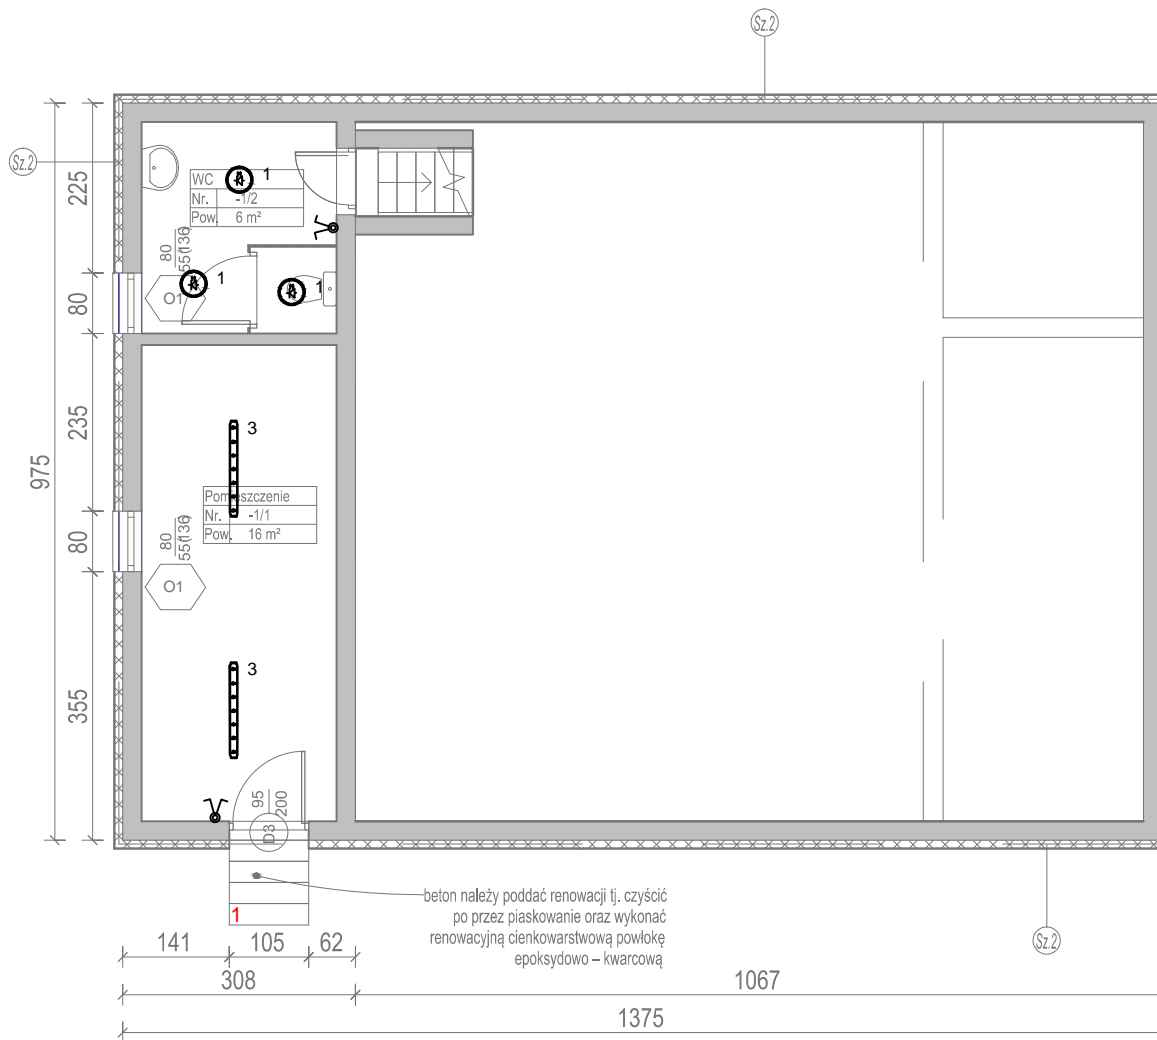 Sz.2
Sz.2
WC
1
Nr. -1/2
Pow. 6 m²
80
55(136)
O1
1
1
225
80
235
80
355
975
3
Pomieszczenie
Nr. -1/1
Pow. 16 m²
80
55(136)
O1
3
95
200
D3
1
beton należy poddać renowacji tj. czyścić
po przez piaskowanie oraz wykonać
renowacyjną cienkowarstwową powłokę
epoksydowo – kwarcową
Sz.2
141
105
62
308
1067
1375